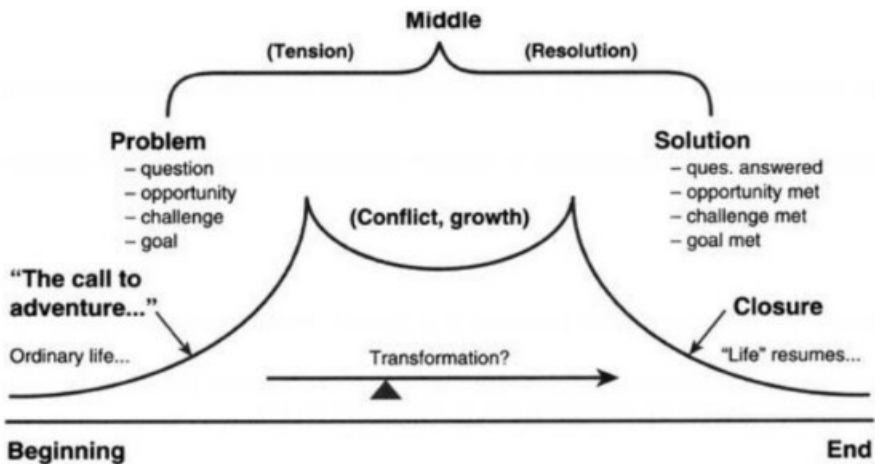 Middle
(Tension)
(Resolution)
Problem
– question
– opportunity
– challenge
– goal
Solution
– ques. answered
– opportunity met
– challenge met
– goal met
(Conflict, growth)
“The call to
adventure...”
Closure
Ordinary life...
Transformation?
“Life” resumes...
Beginning
End